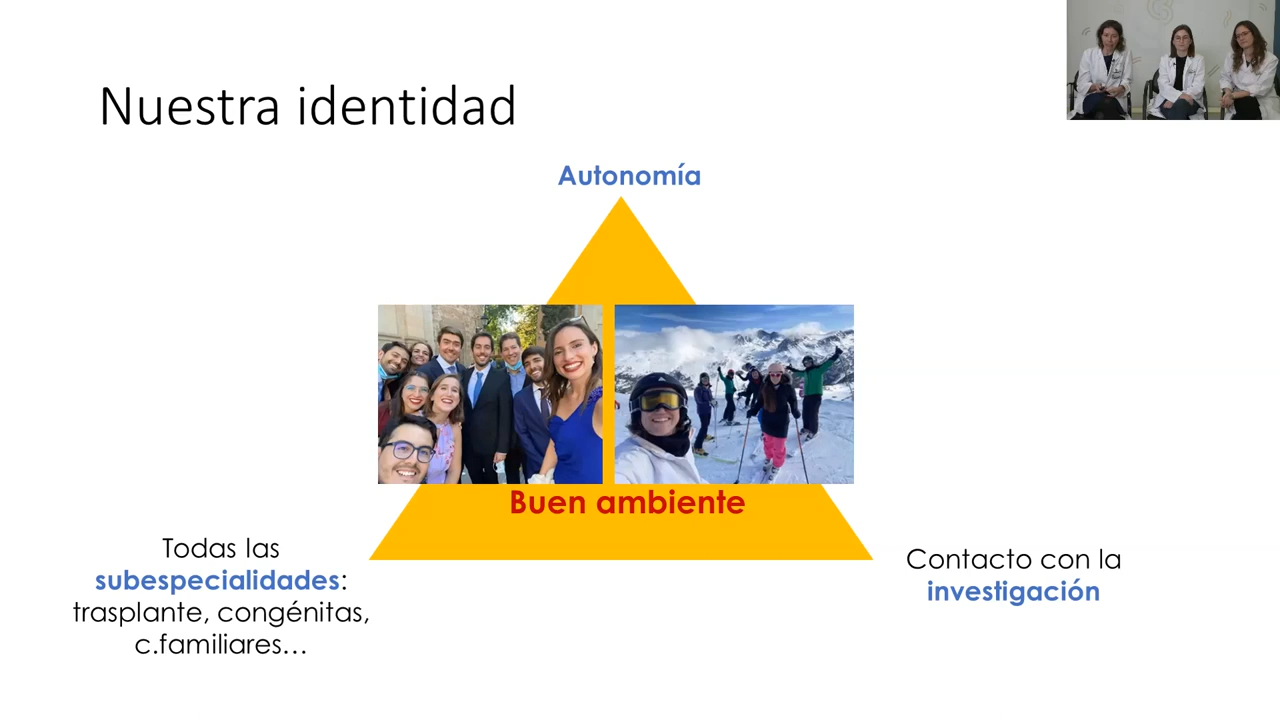 Nuestra identidad
Autonomía
Buen ambiente
Todas las
subespecialidades:
trasplante, congénitas,
c.familiares…
Contacto con la
investigación